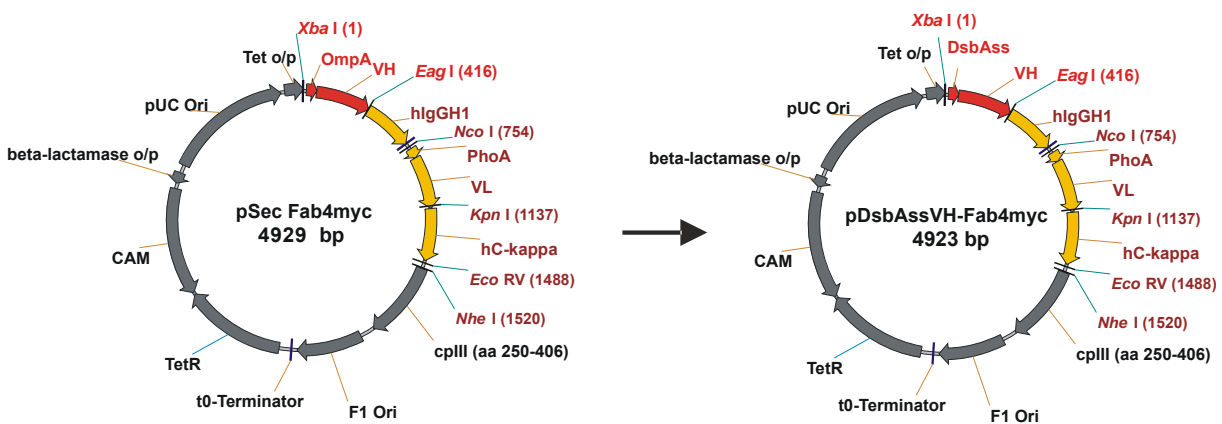 Xba I (1)
Tet o/p
OmpA
VH
Eag I (416)
pUC Ori
hIgGH1
Nco I (754)
beta-lactamase o/p
PhoA
VL
pSec Fab4myc
4929 bp
Kpn I (1137)
CAM
hC-kappa
Eco RV (1488)
Nhe I (1520)
TetR
cpIII (aa 250-406)
t0-Terminator
F1 Ori
Xba I (1)
Tet o/p
DsbAss
VH
Eag I (416)
pUC Ori
hIgGH1
Nco I (754)
beta-lactamase o/p
PhoA
VL
pDsbAssVH-Fab4myc
4923 bp
Kpn I (1137)
CAM
hC-kappa
Eco RV (1488)
Nhe I (1520)
TetR
cpIII (aa 250-406)
t0-Terminator
F1 Ori